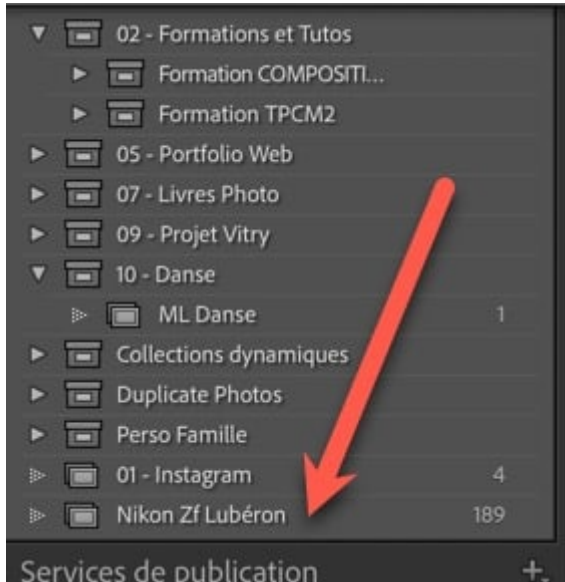 02 - Formations et Tutos
Formation COMPOSITI...
Formation TPCM2
05 - Portfolio Web
07 - Livres Photo
09 - Projet Vitry
10 - Danse
ML Danse 1
Collections dynamiques
Duplicate Photos
Perso Famille
01 - Instagram 4
Nikon Zf Lubéron 189
Services de publication +